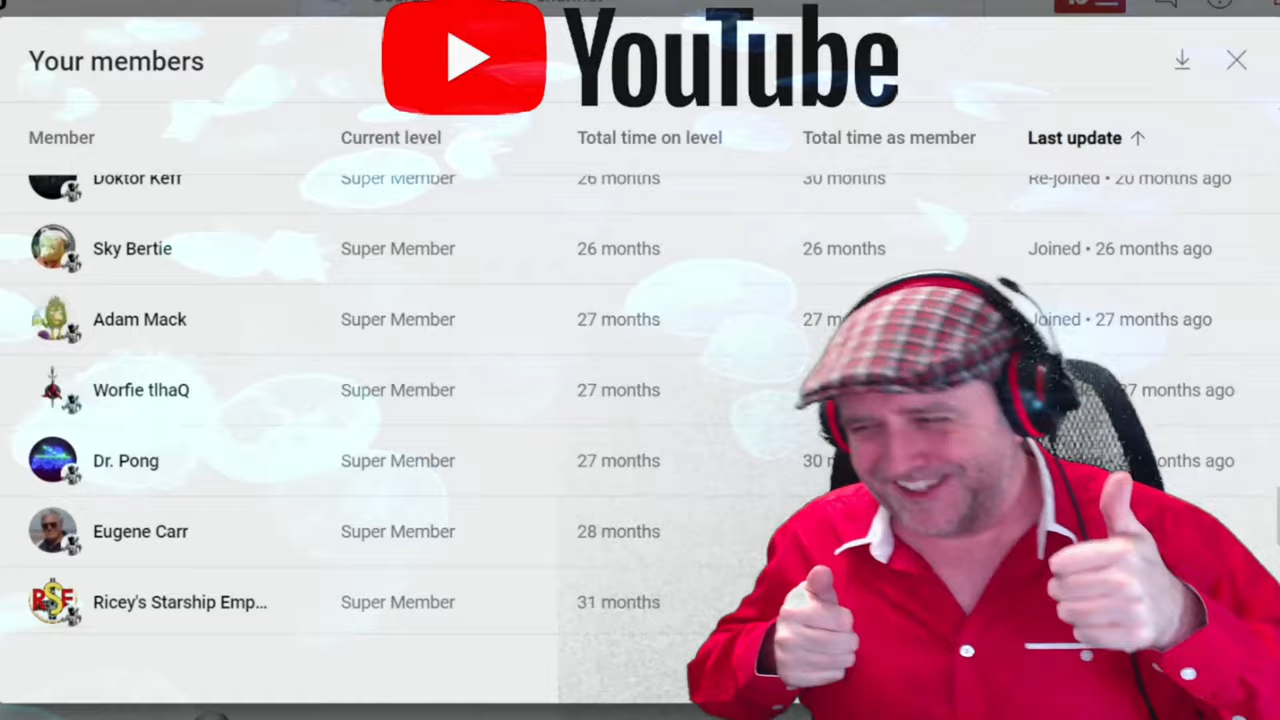 YouTube
Your members
Member Current level Total time on level Total time as member Last update
Doktor Keff Super Member 26 months 30 months Re-joined • 20 months ago
Sky Bertie Super Member 26 months 26 months Joined • 26 months ago
Adam Mack Super Member 27 months 27 m Joined • 27 months ago
Worfie tlhaQ Super Member 27 months 27 months ago
Dr. Pong Super Member 27 months 30 onths ago
Eugene Carr Super Member 28 months
Ricey's Starship Emp... Super Member 31 months